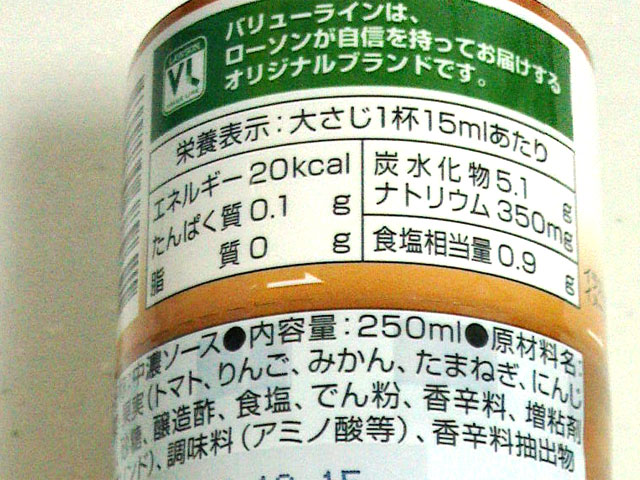 バリューラインは、
ローソンが自信を持ってお届けする
オリジナルブランドです。
LAWSON
VL
栄養表示：大さじ1杯15mlあたり
エネルギー20kcal
たんぱく質0.1 g
脂質0 g
炭水化物5.1 g
ナトリウム350mg
食塩相当量0.9 g
中濃ソース●内容量：250ml●原材料名：
果実(トマト、りんご、みかん、たまねぎ、にんじ
糖、醸造酢、食塩、でん粉、香辛料、増粘剤
ンド)、調味料(アミノ酸等)、香辛料抽出物